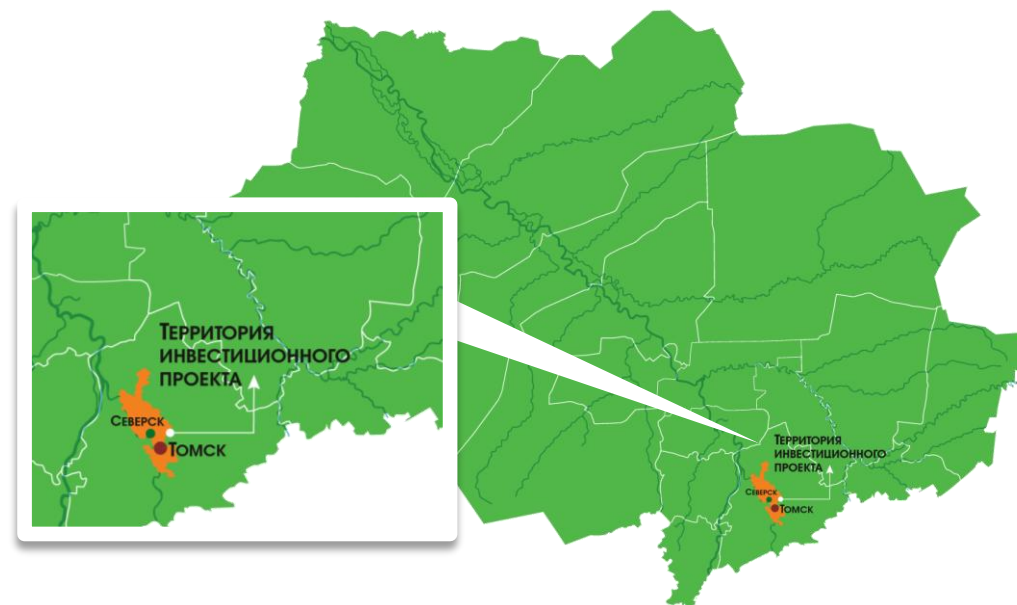 Территория
инвестиционного
проекта
Северск
Томск
Территория
инвестиционного
проекта
Северск
Томск